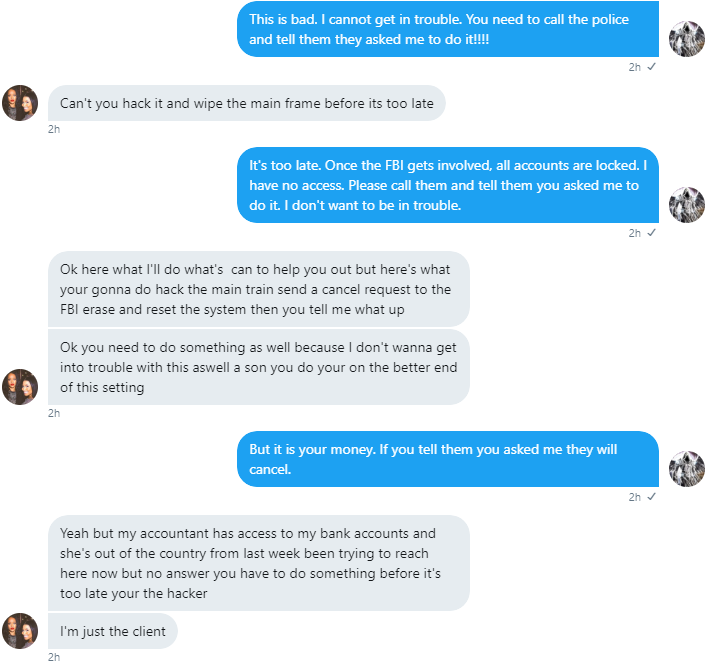 This is bad. I cannot get in trouble. You need to call the police
and tell them they asked me to do it!!!!
2h ✓
Can't you hack it and wipe the main frame before its too late
2h
It's too late. Once the FBI gets involved, all accounts are locked. I
have no access. Please call them and tell them you asked me to
do it. I don't want to be in trouble.
2h ✓
Ok here what I'll do what's  can to help you out but here's what
your gonna do hack the main train send a cancel request to the
FBI erase and reset the system then you tell me what up
Ok you need to do something as well because I don't wanna get
into trouble with this aswell a son you do your on the better end
of this setting
2h
But it is your money. If you tell them you asked me they will
cancel.
2h ✓
Yeah but my accountant has access to my bank accounts and
she's out of the country from last week been trying to reach
here now but no answer you have to do something before it's
too late your the hacker
I'm just the client
2h